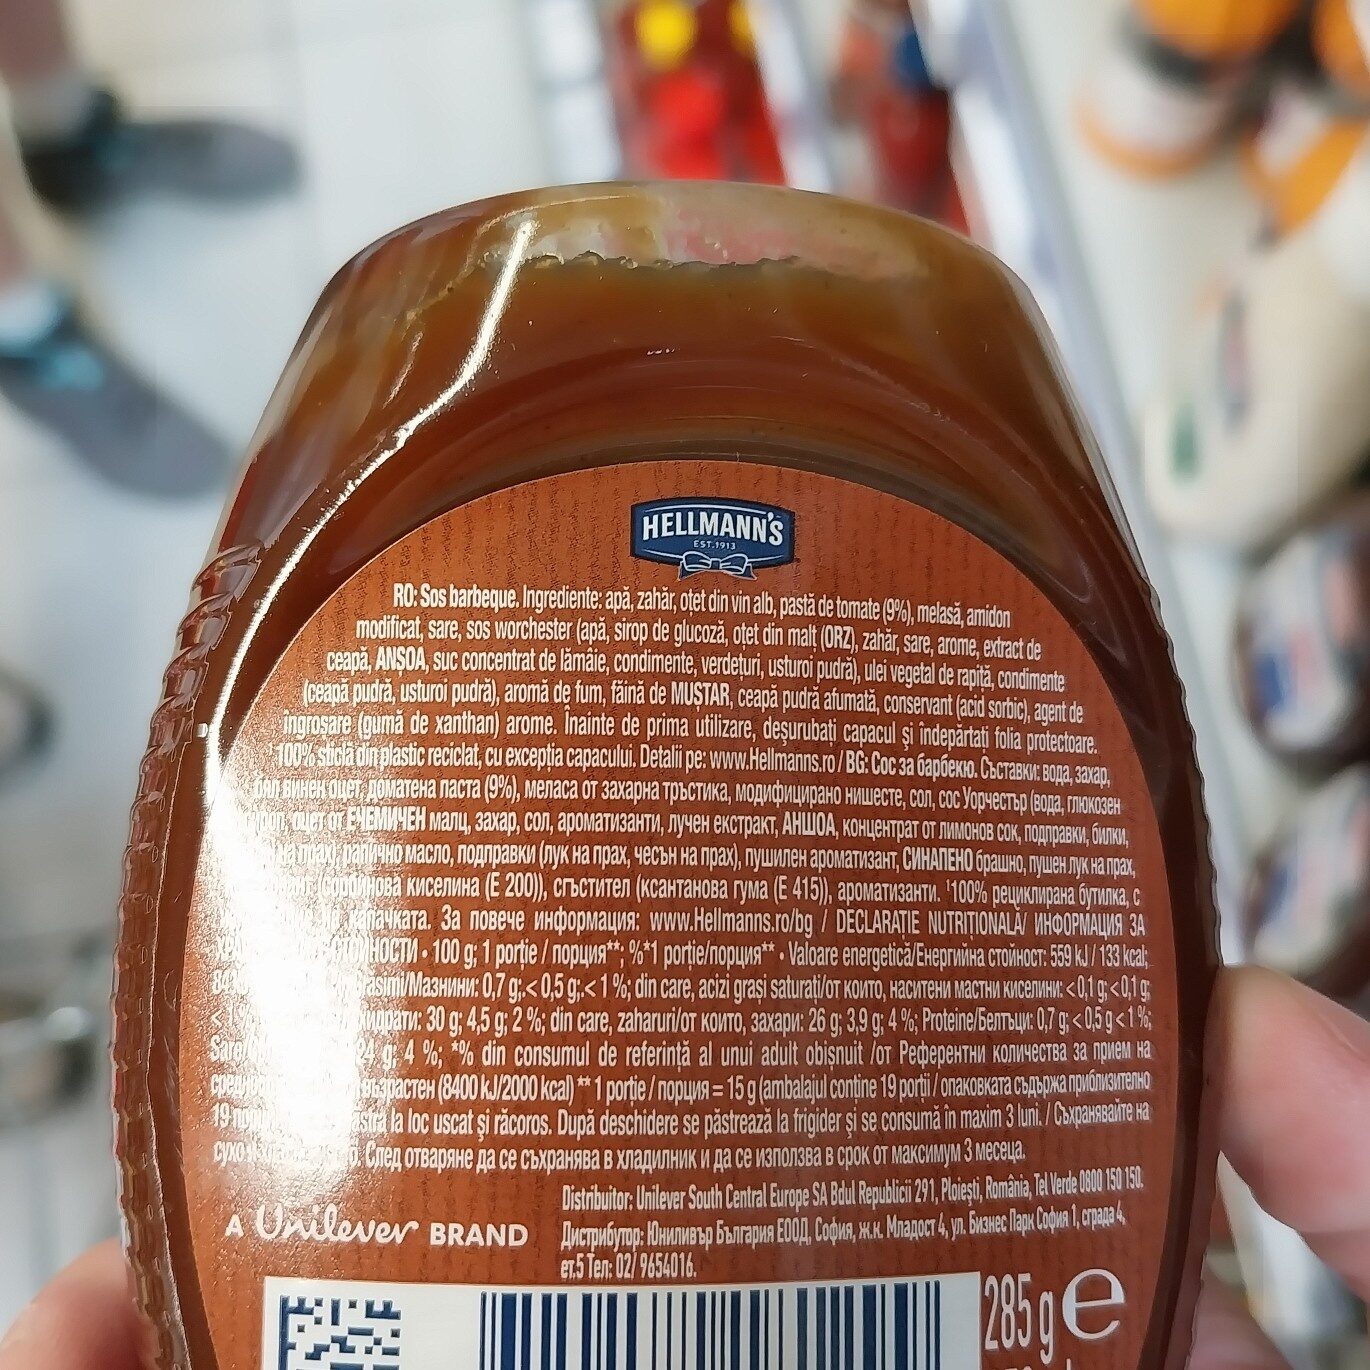 HELLMANN'S
EST.1913
RO: Sos barbeque. Ingrediente: apă, zahăr, oțet din vin alb, pastă de tomate (9%), melasă, amidon
modificat, sare, sos worchester (apă, sirop de glucoză, oțet din malț (ORZ), zahăr, sare, arome, extract de
ceapă, ANȘOA, suc concentrat de lămâie, condimente, verdețuri, usturoi pudră), ulei vegetal de rapiță, condimente
(ceapă pudră, usturoi pudră), aromă de fum, făină de MUȘTAR, ceapă pudră afumată, conservant (acid sorbic), agent de
îngroșare (gumă de xanthan) arome. Înainte de prima utilizare, deșurubați capacul și îndepărtați folia protectoare.
100% sticlă din plastic reciclat, cu excepția capacului. Detalii pe: www.Hellmanns.ro / BG: Сос за барбекю. Съставки: вода, захар,
бял винен оцет, доматена паста (9%), меласа от захарна тръстика, модифицирано нишесте, сол, сос Уорчестър (вода, глюкозен
оцет от ЕЧЕМИЧЕН малц, захар, сол, ароматизанти, лучен екстракт, АНШОА, концентрат от лимонов сок, подправки, билки,
на прах), рапично масло, подправки (лук на прах, чесън на прах), пушилен ароматизант, СИНАПЕНО брашно, пушен лук на прах,
(сорбинова киселина (Е 200)), сгъстител (ксантанова гума (Е 415)), ароматизанти. ¹100% рециклирана бутилка, с
капачката. За повече информация: www.Hellmanns.ro/bg / DECLARAȚIE NUTRIȚIONALĂ/ ИНФОРМАЦИЯ ЗА
• 100 g; 1 porție / порция**; %*1 porție/порция** • Valoare energetică/Енергийна стойност: 559 kJ / 133 kcal;
/Мазнини: 0,7 g; < 0,5 g; < 1 %; din care, acizi grași saturați/от които, наситени мастни киселини: < 0,1 g; < 0,1 g;
30 g; 4,5 g; 2 %; din care, zaharuri/от които, захари: 26 g; 3,9 g; 4 %; Proteine/Белтъци: 0,7 g; < 0,5 g < 1 %;
4 %; *% din consumul de referință al unui adult obișnuit /от Референтни количества за прием на
възрастен (8400 kJ/2000 kcal) ** 1 porție / порция = 15 g (ambalajul conține 19 porții / опаковката съдържа приблизително
19 la loc uscat și răcoros. După deschidere se păstrează la frigider și se consumă în maxim 3 luni. / Съхранявайте на
сухо След отваряне да се съхранява в хладилник и да се използва в срок от максимум 3 месеца.
Distribuitor: Unilever South Central Europe SA Bdul Republicii 291, Ploiești, România, Tel Verde 0800 150 150.
Дистрибутор: Юниливър България ЕООД, София, ж.к. Младост 4, ул. Бизнес Парк София 1, сграда 4,
ет.5 Тел: 02/ 9654016.
A Unilever BRAND
285 g e